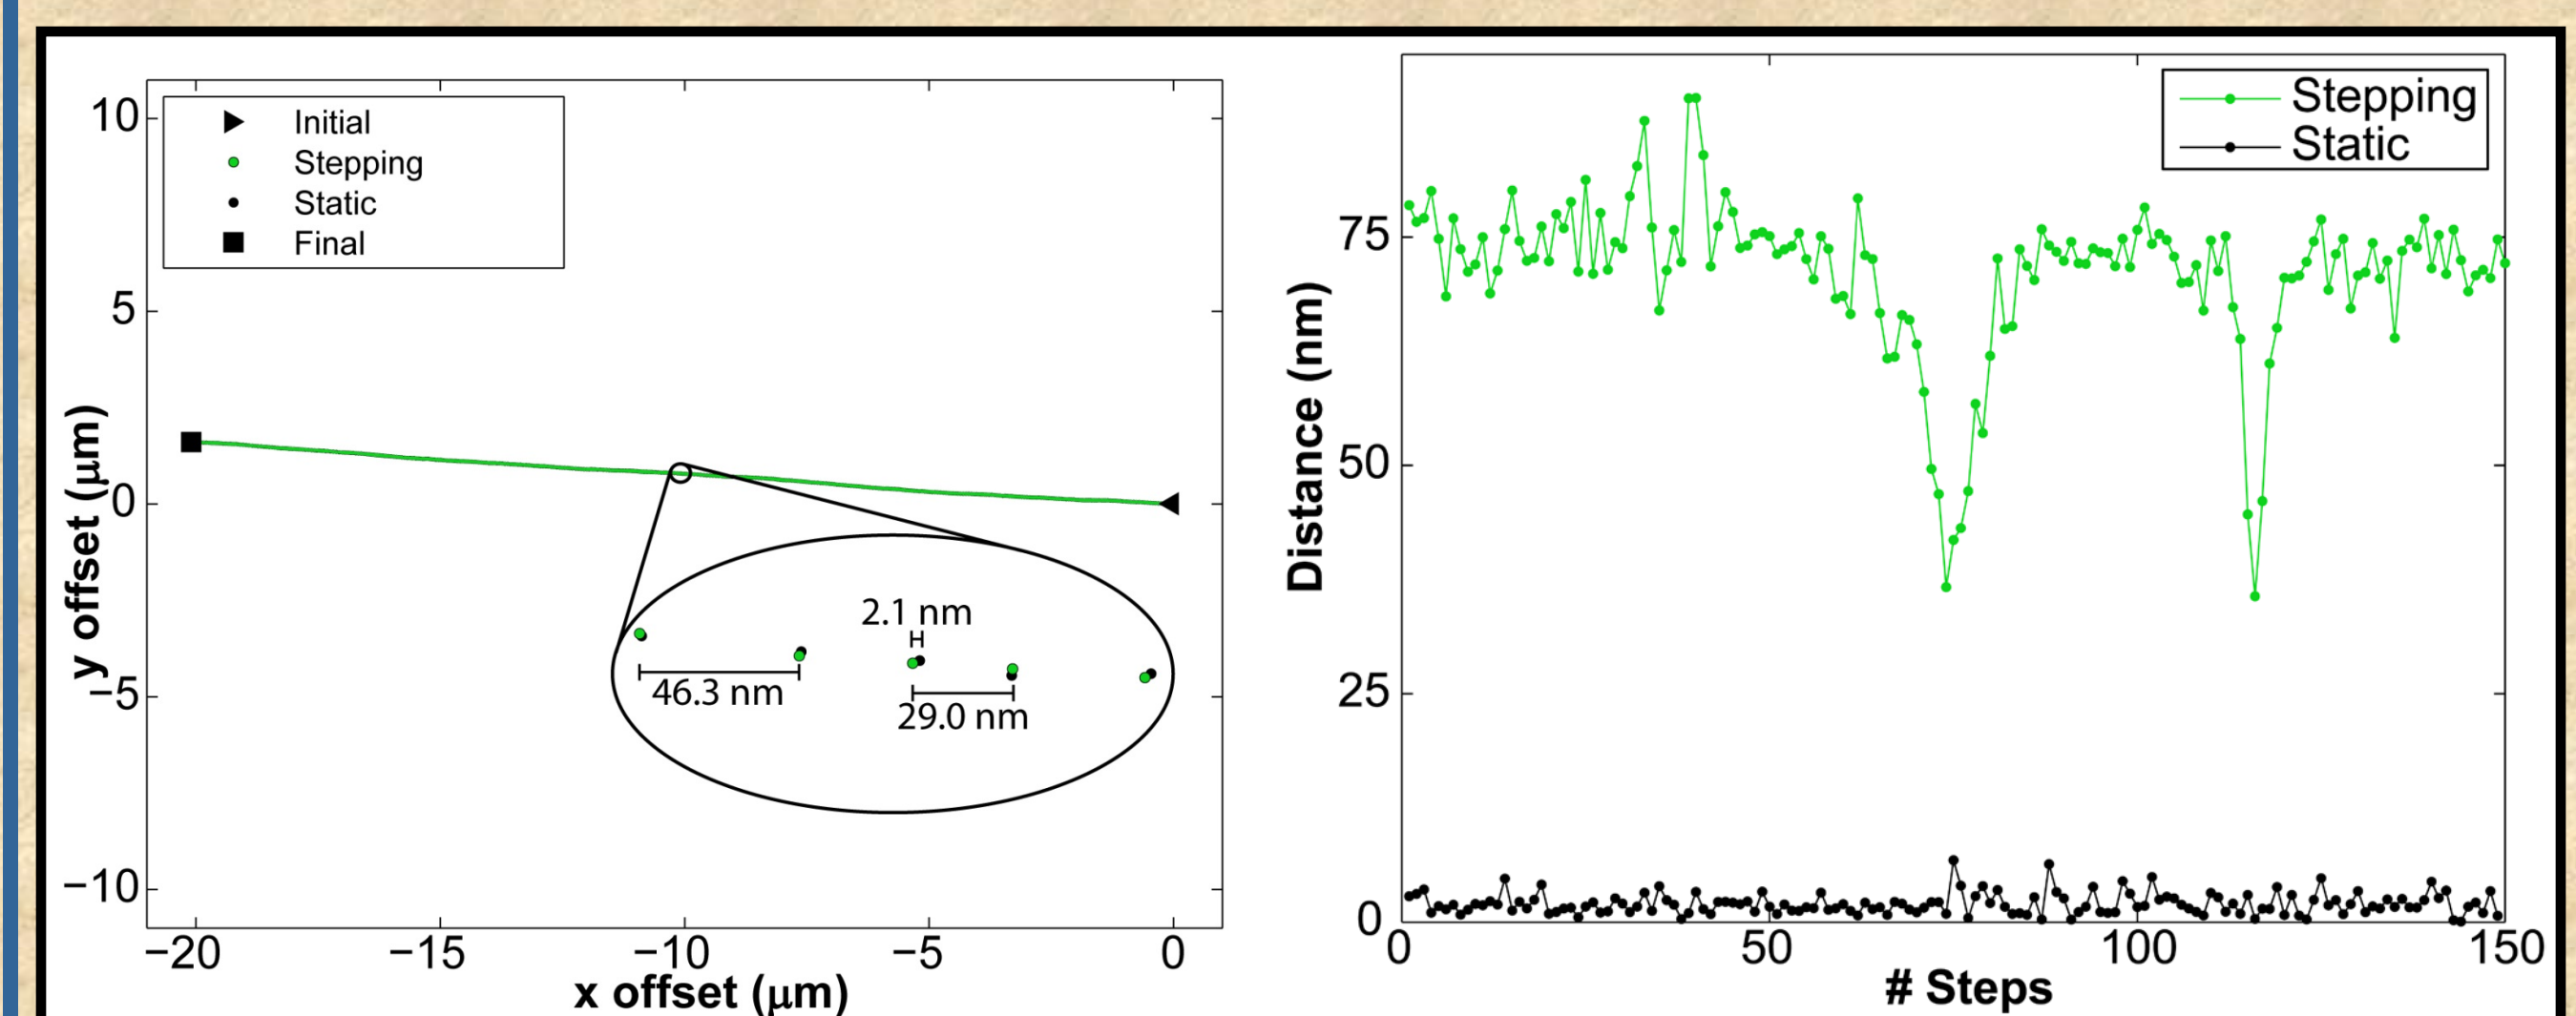 10
5
0
−5
−10
y offset (μm)
Initial
Stepping
Static
Final
2.1 nm
46.3 nm
29.0 nm
−20
−15
−10
−5
0
x offset (μm)
75
50
25
0
Distance (nm)
Stepping
Static
0
50
100
150
# Steps